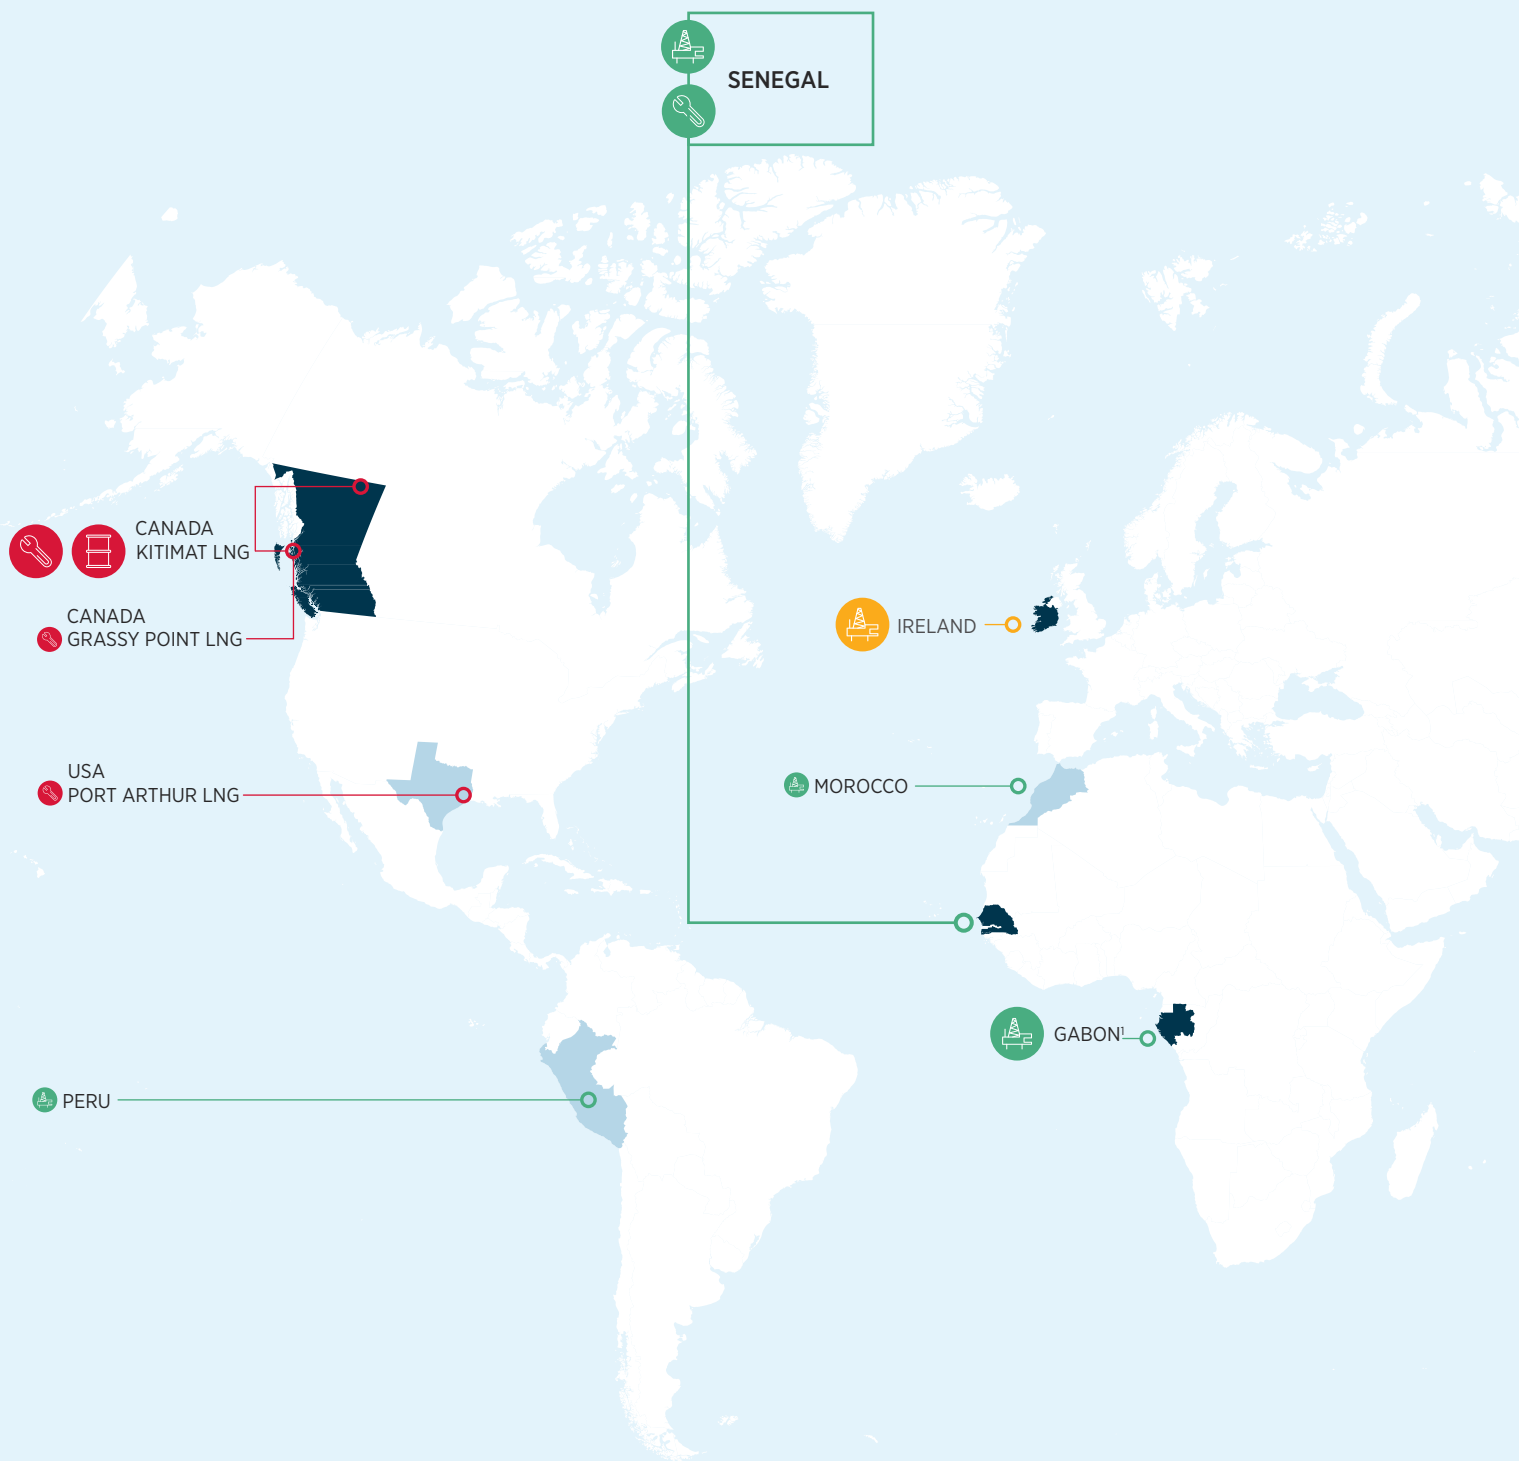 SENEGAL
CANADA
KITIMAT LNG
CANADA
GRASSY POINT LNG
IRELAND
USA
PORT ARTHUR LNG
MOROCCO
GABON¹
PERU